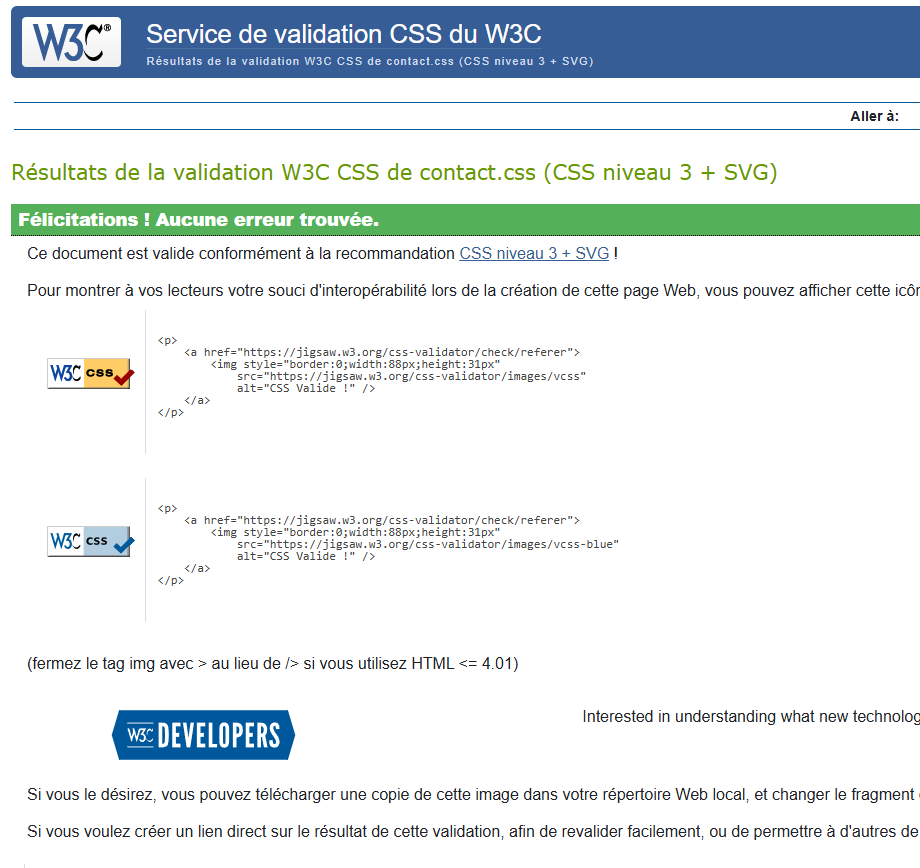 W3C®
Service de validation CSS du W3C
Résultats de la validation W3C CSS de contact.css (CSS niveau 3 + SVG)
Aller à:
Résultats de la validation W3C CSS de contact.css (CSS niveau 3 + SVG)
Félicitations ! Aucune erreur trouvée.
Ce document est valide conformément à la recommandation CSS niveau 3 + SVG !
Pour montrer à vos lecteurs votre souci d'interopérabilité lors de la création de cette page Web, vous pouvez afficher cette
W3C css
<p>
<a href="https://jigsaw.w3.org/css-validator/check/referer">
<img style="border:0;width:88px;height:31px"
src="https://jigsaw.w3.org/css-validator/images/vcss"
alt="CSS Valide !" />
</a>
</p>
W3C css
<p>
<a href="https://jigsaw.w3.org/css-validator/check/referer">
<img style="border:0;width:88px;height:31px"
src="https://jigsaw.w3.org/css-validator/images/vcss-blue"
alt="CSS Valide !" />
</a>
</p>
(fermez le tag img avec > au lieu de /> si vous utilisez HTML <= 4.01)
W3C DEVELOPERS
Interested in understanding what new technolog
Si vous le désirez, vous pouvez télécharger une copie de cette image dans votre répertoire Web local, et changer le fragment
Si vous voulez créer un lien direct sur le résultat de cette validation, afin de revalider facilement, ou de permettre à d'autres de